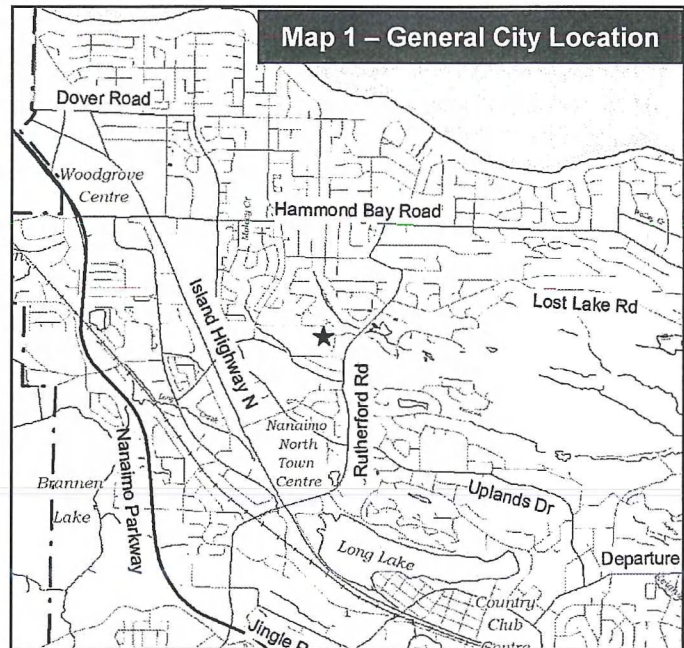 Map 1 – General City Location
Dover Road
Woodgrove
Centre
Hammond Bay Road
Island Highway N
Lost Lake Rd
Rutherford Rd
Nanaimo
North
Town
Centre
Nanaimo Parkway
Brannen
Lake
Uplands Dr
Long Lake
Departure
Country
Club
Centre
Jingle